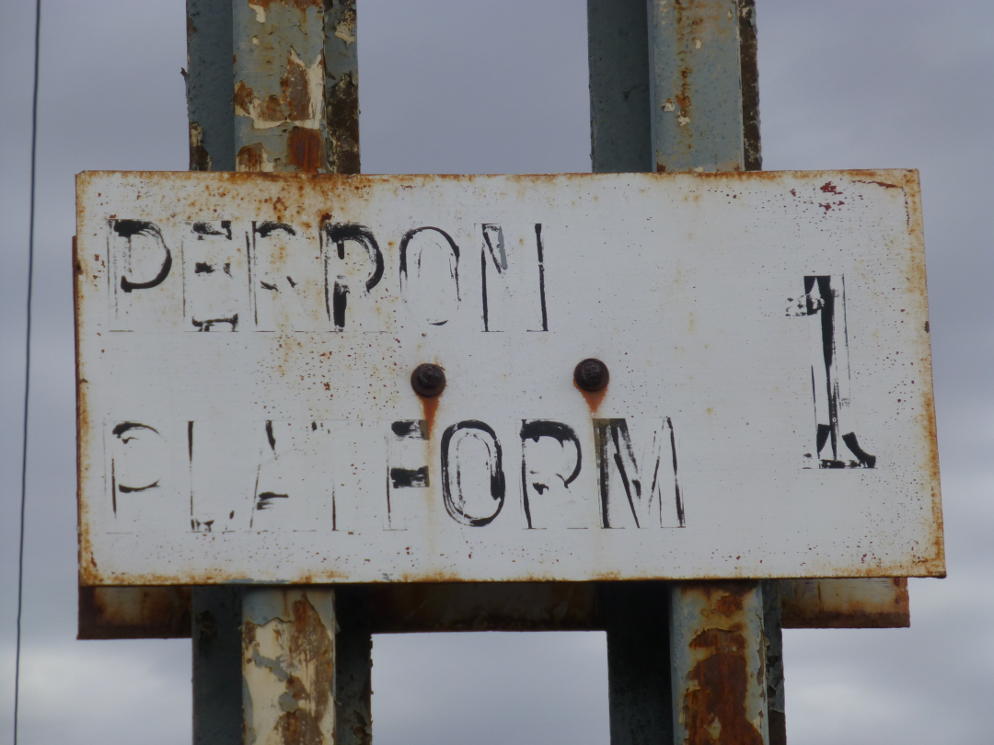 PERRON
PLATFORM
1